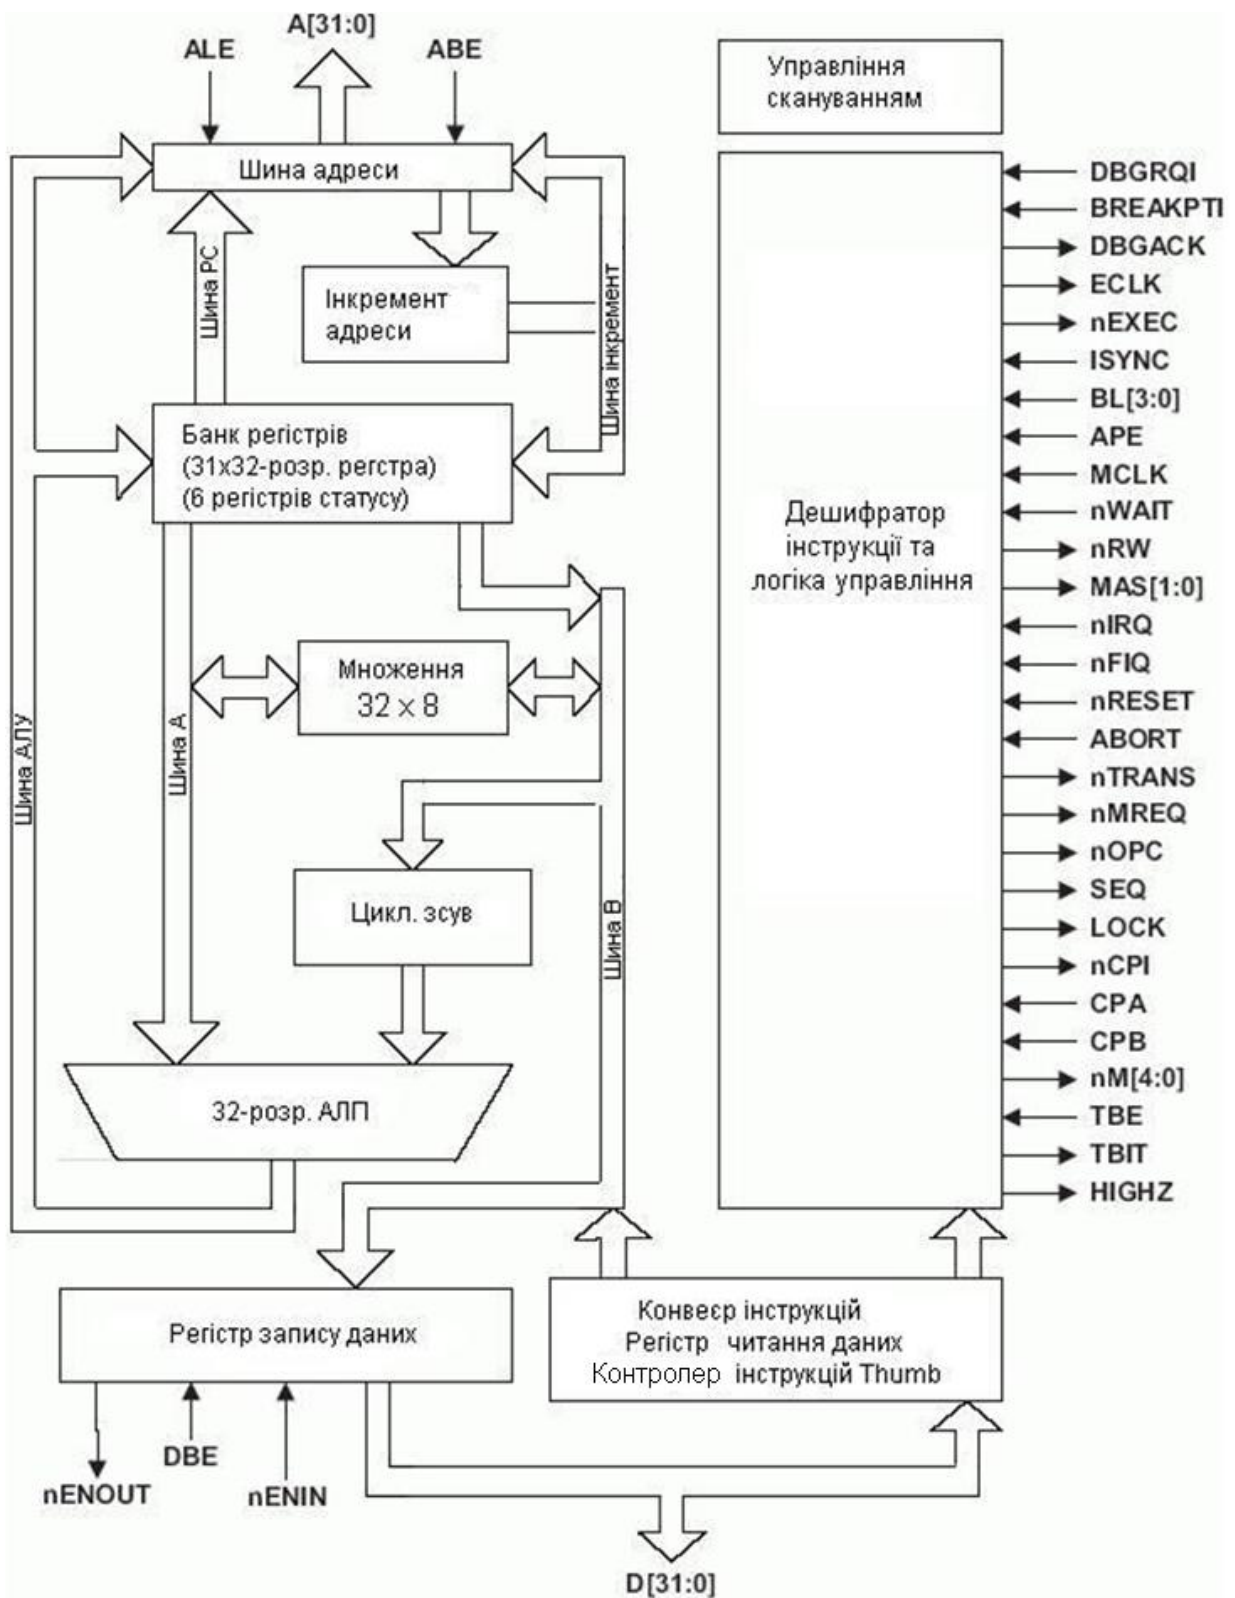 A[31:0]
ALE
ABE
Шина адреси
Шина PC
Інкремент
адреси
Шина інкремент
Банк регістрів
(31x32-розр. регстра)
(6 регістрів статусу)
Множення
32 x 8
Шина АЛУ
Шина А
Цикл. зсув
Шина В
32-розр. АЛП
Регістр запису даних
nENOUT
DBE
nENIN
Конвеєр інструкцій
Регістр читання даних
Контролер інструкцій Thumb
D[31:0]
Управління
скануванням
Дешифратор
інструкції та
логіка управління
DBGRQI
BREAKPTI
DBGACK
ECLK
nEXEC
ISYNC
BL[3:0]
APE
MCLK
nWAIT
nRW
MAS[1:0]
nIRQ
nFIQ
nRESET
ABORT
nTRANS
nMREQ
nOPC
SEQ
LOCK
nCPI
CPA
CPB
nM[4:0]
TBE
TBIT
HIGHZ